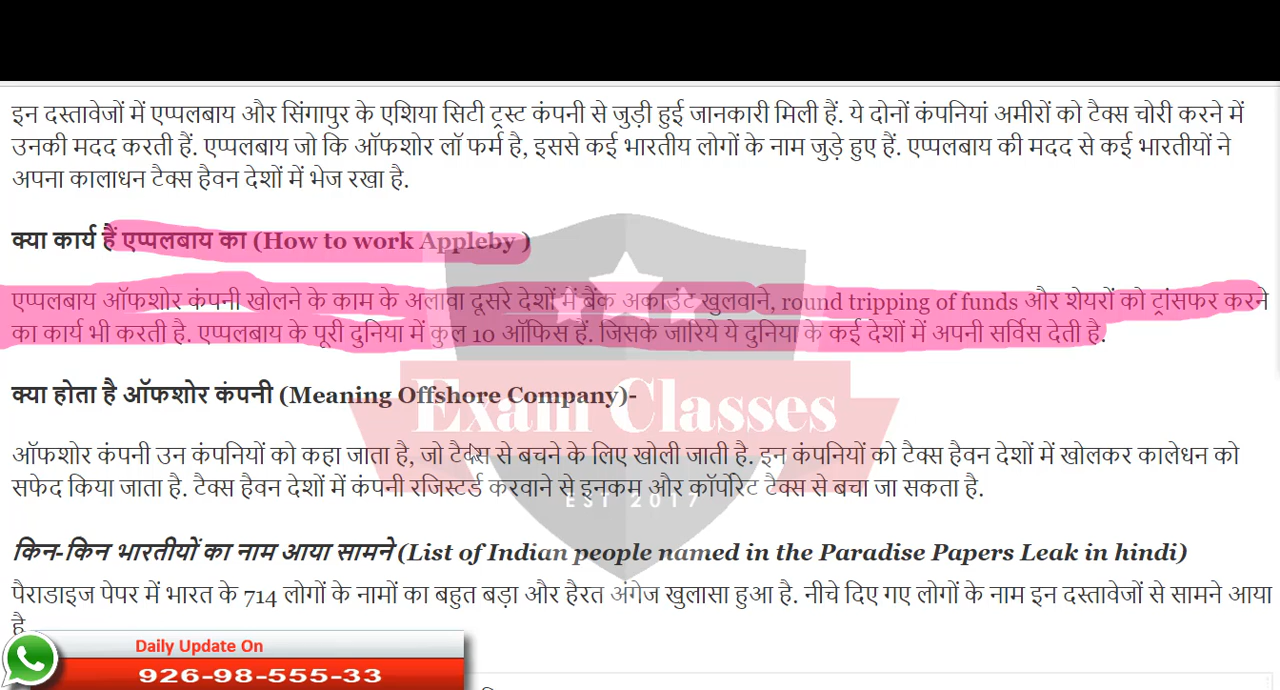 इन दस्तावेजों में एप्पलबाय और सिंगापुर के एशिया सिटी ट्रस्ट कंपनी से जुड़ी हुई जानकारी मिली हैं. ये दोनों कंपनियां अमीरों को टैक्स चोरी करने में
उनकी मदद करती हैं. एप्पलबाय जो कि ऑफशोर लॉ फर्म है, इससे कई भारतीय लोगों के नाम जुड़े हुए हैं. एप्पलबाय की मदद से कई भारतीयों ने
अपना कालाधन टैक्स हैवन देशों में भेज रखा है.
क्या कार्य हैं एप्पलबाय का (How to work Appleby )
एप्पलबाय ऑफशोर कंपनी खोलने के काम के अलावा दूसरे देशों में बैंक अकाउंट खुलवाने, round tripping of funds और शेयरों को ट्रांसफर करने
का कार्य भी करती है. एप्पलबाय के पूरी दुनिया में कुल 10 ऑफिस हैं. जिसके जारिये ये दुनिया के कई देशों में अपनी सर्विस देती है.
क्या होता है ऑफशोर कंपनी (Meaning Offshore Company)-
Exam Classes
ऑफशोर कंपनी उन कंपनियों को कहा जाता है, जो टैक्स से बचने के लिए खोली जाती है. इन कंपनियों को टैक्स हैवन देशों में खोलकर कालेधन को
सफेद किया जाता है. टैक्स हैवन देशों में कंपनी रजिस्टर्ड करवाने से इनकम और कॉर्पोरेट टैक्स से बचा जा सकता है.
EST 2017
किन-किन भारतीयों का नाम आया सामने (List of Indian people named in the Paradise Papers Leak in hindi)
पैराडाइज पेपर में भारत के 714 लोगों के नामों का बहुत बड़ा और हैरत अंगेज खुलासा हुआ है. नीचे दिए गए लोगों के नाम इन दस्तावेजों से सामने आया
है
Daily Update On
926-98-555-33